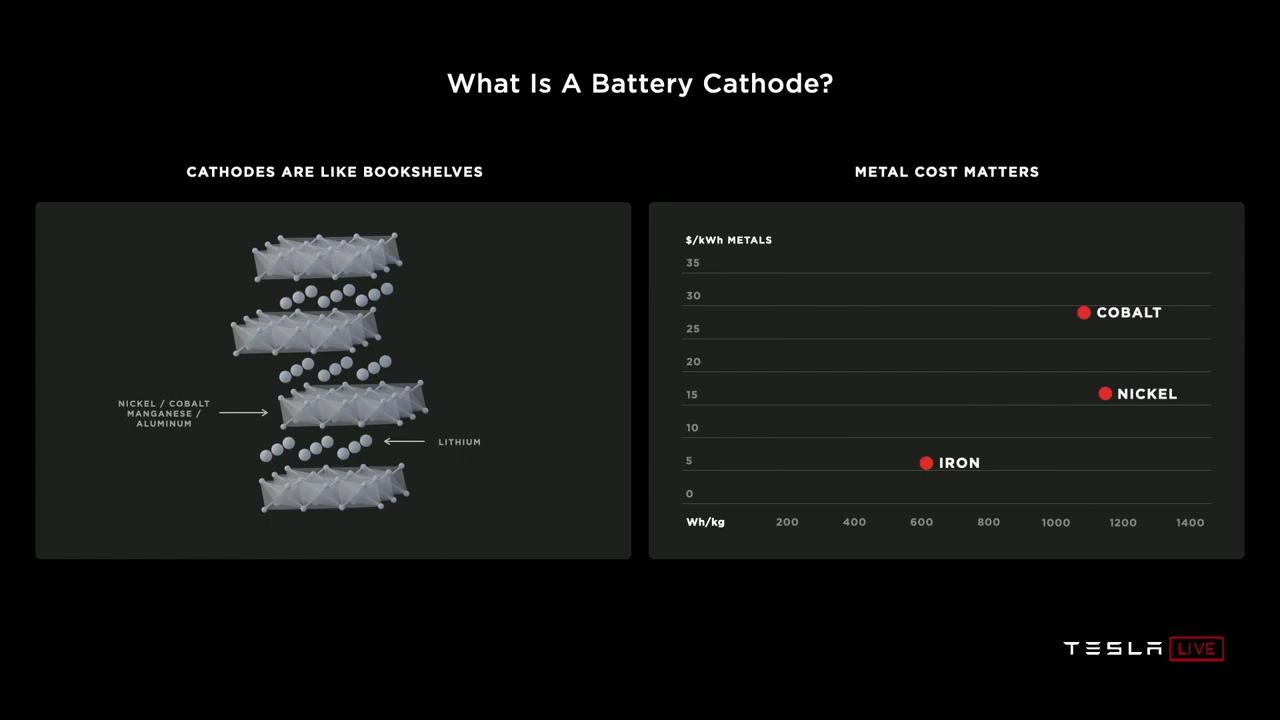 What Is A Battery Cathode?
CATHODES ARE LIKE BOOKSHELVES
NICKEL / COBALT
MANGANESE /
ALUMINUM
LITHIUM
METAL COST MATTERS
$/kWh METALS
35
30
25
20
15
10
5
0
COBALT
NICKEL
IRON
Wh/kg 200 400 600 800 1000 1200 1400
TESLA LIVE